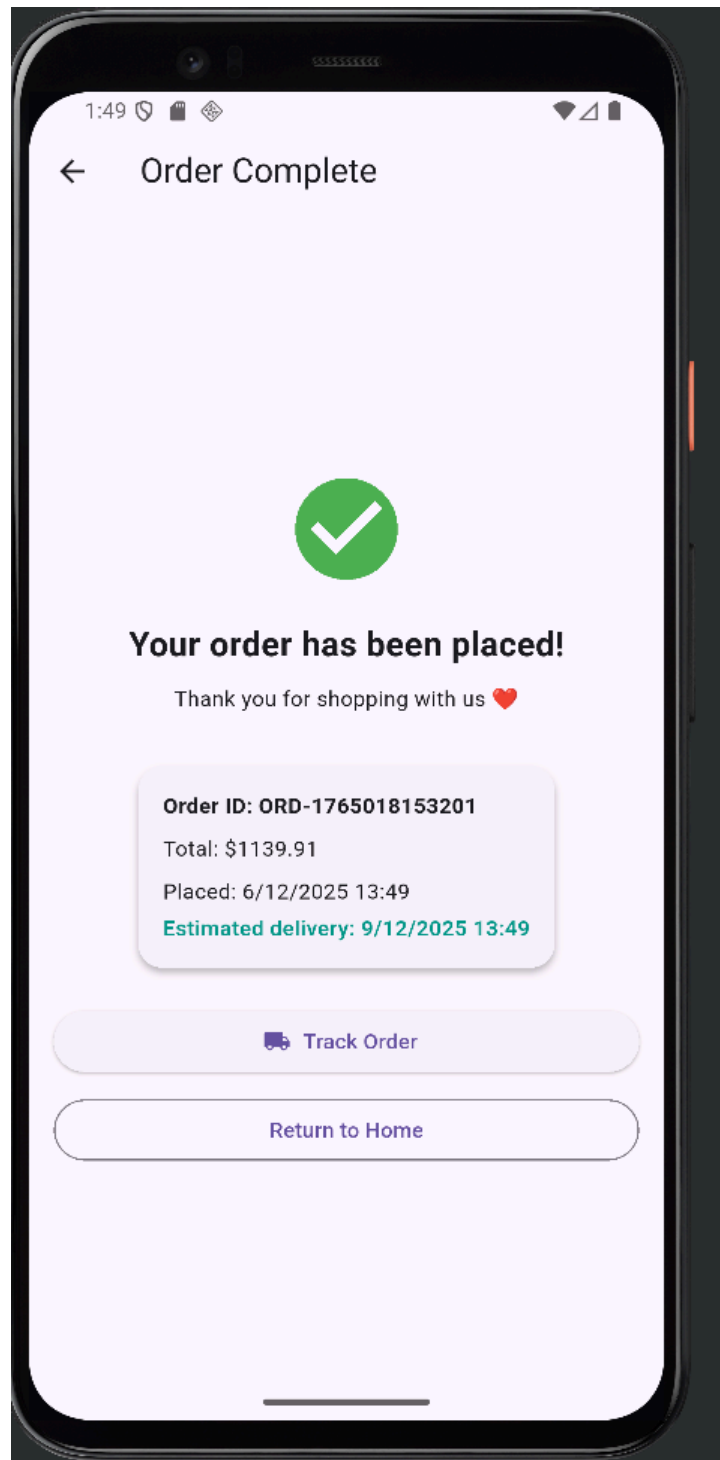 1:49
Order Complete
Your order has been placed!
Thank you for shopping with us ❤️
Order ID: ORD-1765018153201
Total: $1139.91
Placed: 6/12/2025 13:49
Estimated delivery: 9/12/2025 13:49
Track Order
Return to Home